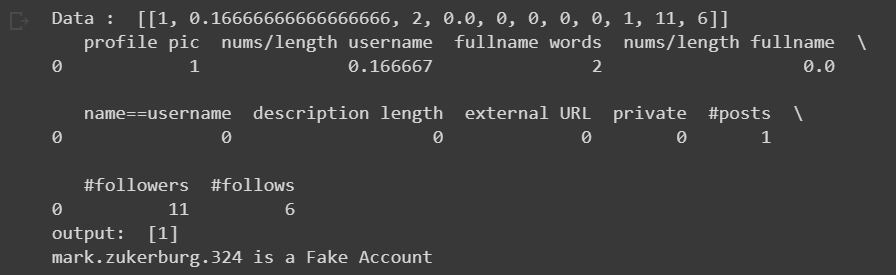 Data :  [[1, 0.16666666666666666, 2, 0.0, 0, 0, 0, 0, 1, 11, 6]]
   profile pic  nums/length username  fullname words  nums/length fullname  \
0            1              0.166667               2                   0.0

   name==username  description length  external URL  private  #posts  \
0               0                   0             0        0       1

   #followers  #follows
0          11         6
output:  [1]
mark.zukerburg.324 is a Fake Account